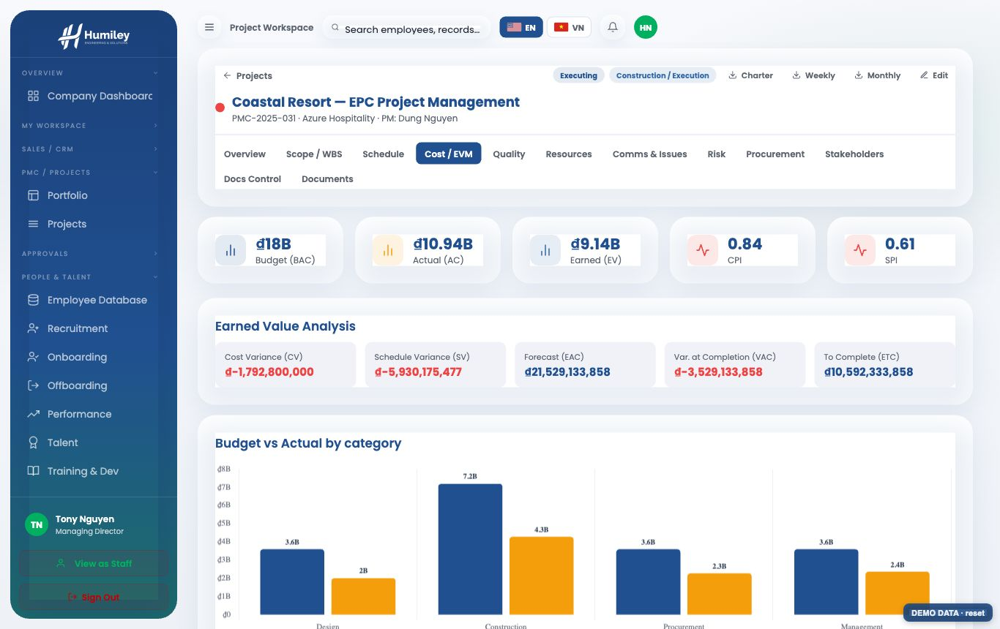 Humiley
ENGINEERING & SOLUTIONS
OVERVIEW
Company Dashboard
MY WORKSPACE
SALES / CRM
PMC / PROJECTS
Portfolio
Projects
APPROVALS
PEOPLE & TALENT
Employee Database
Recruitment
Onboarding
Offboarding
Performance
Talent
Training & Dev
TN
Tony Nguyen
Managing Director
View as Staff
Sign Out
Project Workspace
Search employees, records…
EN
VN
HN
Projects
Executing
Construction / Execution
Charter
Weekly
Monthly
Edit
Coastal Resort — EPC Project Management
PMC-2025-031 · Azure Hospitality · PM: Dung Nguyen
Overview Scope / WBS Schedule Cost / EVM Quality Resources Comms & Issues Risk Procurement Stakeholders
Docs Control Documents
₫18B
Budget (BAC)
₫10.94B
Actual (AC)
₫9.14B
Earned (EV)
0.84
CPI
0.61
SPI
Earned Value Analysis
Cost Variance (CV)
₫-1,792,800,000
Schedule Variance (SV)
₫-5,930,175,477
Forecast (EAC)
₫21,529,133,858
Var. at Completion (VAC)
₫-3,529,133,858
To Complete (ETC)
₫10,592,333,858
Budget vs Actual by category
₫8B
₫7B
₫6B
₫5B
₫4B
₫3B
₫2B
₫1B
₫0
3.6B
2B
7.2B
4.3B
3.6B
2.3B
3.6B
2.4B
Design
Construction
Procurement
Management
DEMO DATA · reset